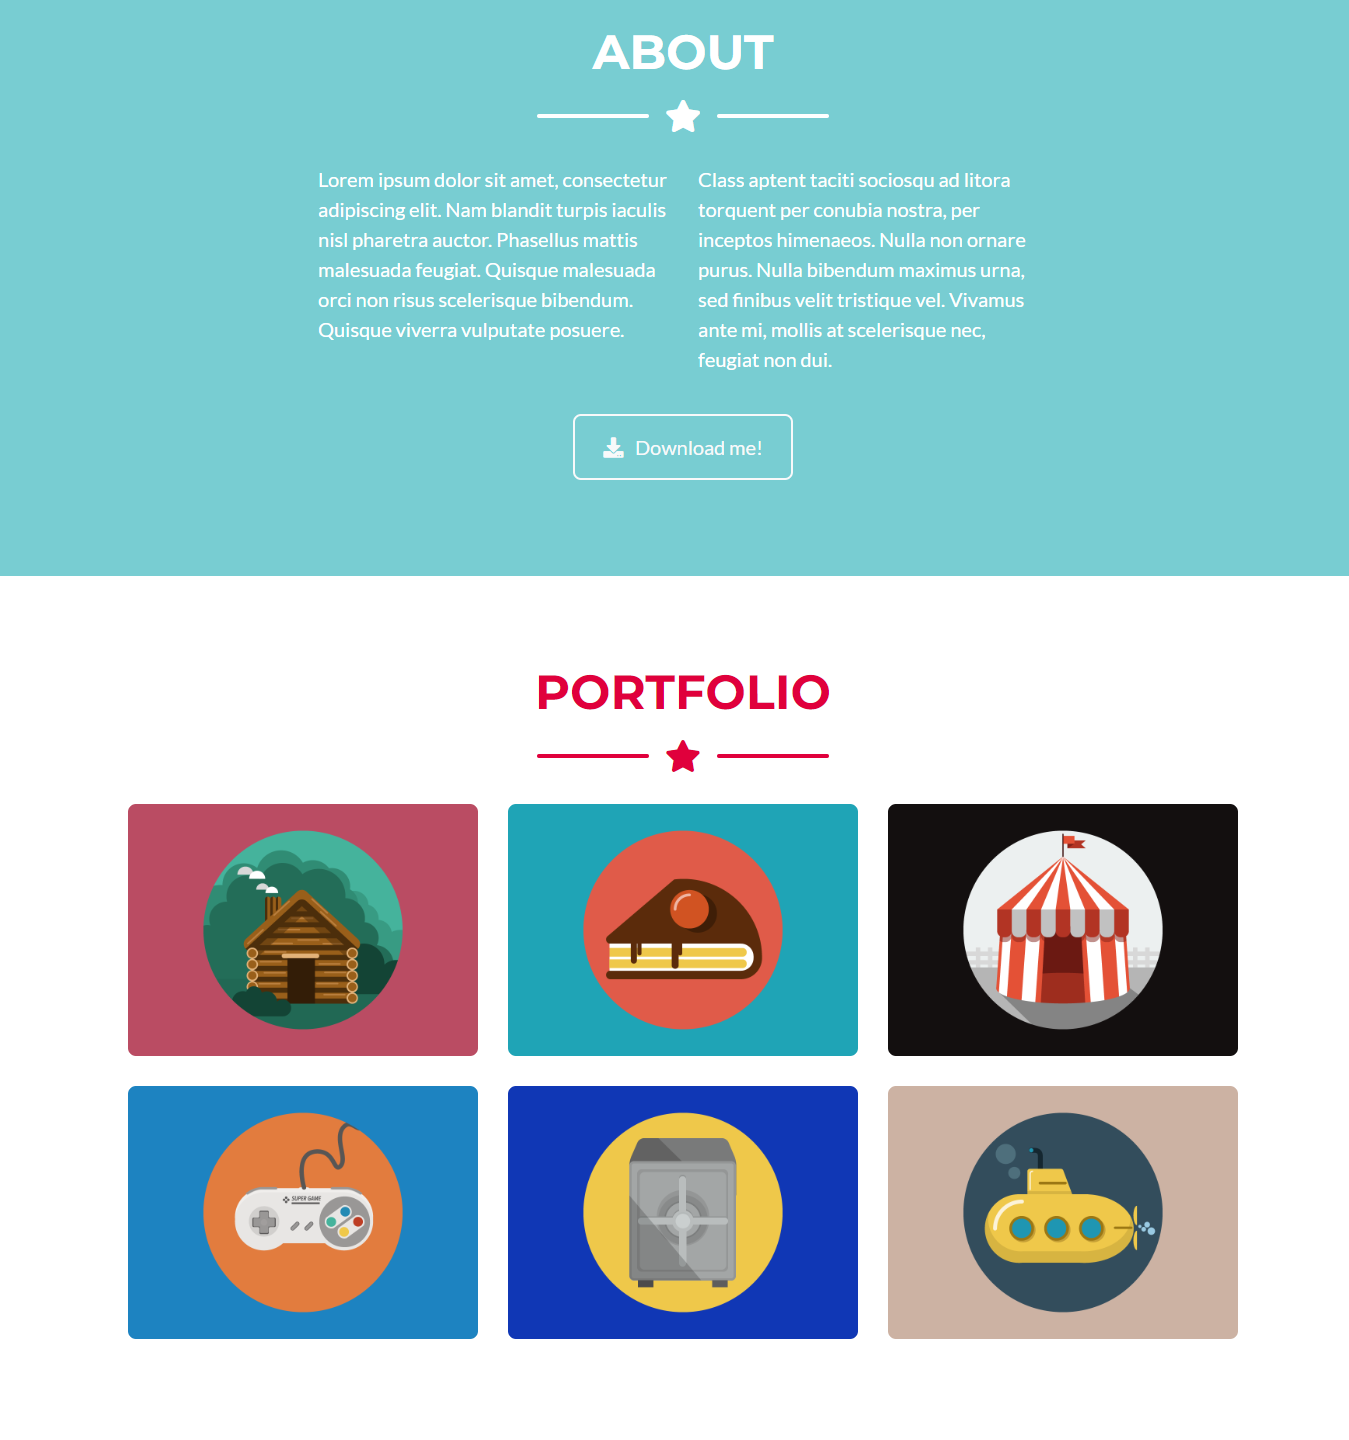 ABOUT
Lorem ipsum dolor sit amet, consectetur
adipiscing elit. Nam blandit turpis iaculis
nisl pharetra auctor. Phasellus mattis
malesuada feugiat. Quisque malesuada
orci non risus scelerisque bibendum.
Quisque viverra vulputate posuere.
Class aptent taciti sociosqu ad litora
torquent per conubia nostra, per
inceptos himenaeos. Nulla non ornare
purus. Nulla bibendum maximus urna,
sed finibus velit tristique vel. Vivamus
ante mi, mollis at scelerisque nec,
feugiat non dui.
Download me!
PORTFOLIO
SUPER GAME